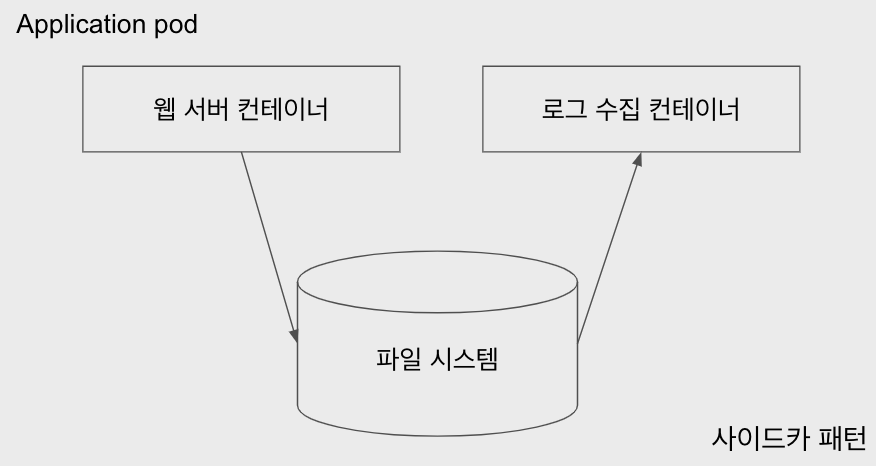 Application pod
웹 서버 컨테이너
로그 수집 컨테이너
파일 시스템
사이드카 패턴